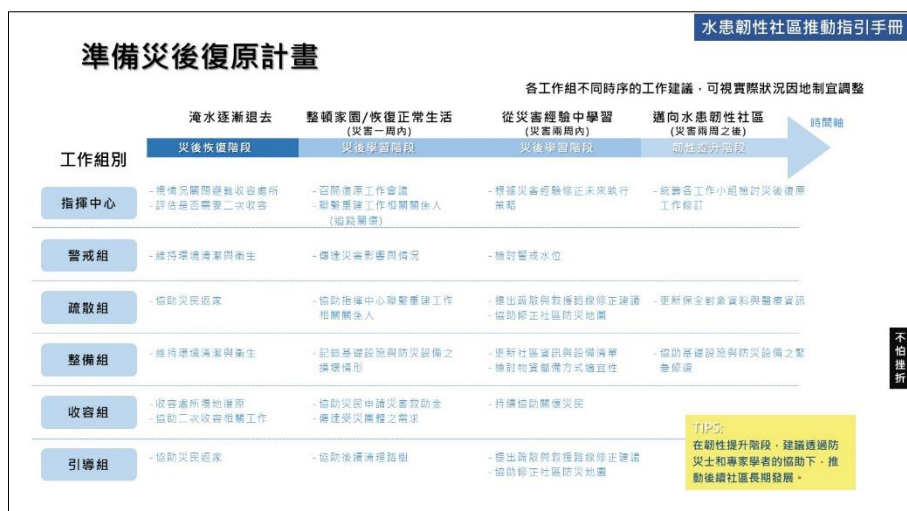 水患韌性社區推動指引手冊
準備災後復原計畫
各工作組不同時序的工作建議，可視實際狀況因地制宜調整
淹水逐漸退去
整頓家園/恢復正常生活
(災害一周內)
從災害經驗中學習
(災害兩周內)
邁向水患韌性社區
(災害兩周之後)
時間軸
工作組別
災後恢復階段
災後學習階段
災後學習階段
韌性提升階段
指揮中心
-視情況關閉避難收容處所
-評估是否需要二次收容
-召開復原工作會議
-聯繫重建工作相關關係人
(追蹤關懷)
-根據災害經驗修正未來執行
策略
-統籌各工作小組檢討災後復原
工作修訂
警戒組
-維持環境清潔與衛生
-傳達災害影響與情況
-檢討警戒水位
疏散組
-協助災民返家
-協助指揮中心聯繫重建工作
相關關係人
-提出疏散與救援路線修正建議
-協助修正社區防災地圖
-更新保全對象資料與醫療資訊
整備組
-維持環境清潔與衛生
-記錄基礎設施與防災設備之
損壞情形
-更新社區資訊與設備清單
-檢討物資儲備方式適宜性
-協助基礎設施與防災設備之緊
急修復
收容組
-收容處所場地復原
-協助二次收容相關工作
-協助災民申請災害救助金
-傳達受災團體之需求
-持續協助關懷災民
引導組
-協助災民返家
-協助後續清理路樹
-提出疏散與救援路線修正建議
-協助修正社區防災地圖
TIPS:
在韌性提升階段，建議透過防
災士和專家學者的協助下，推
動後續社區長期發展。
不怕挫折